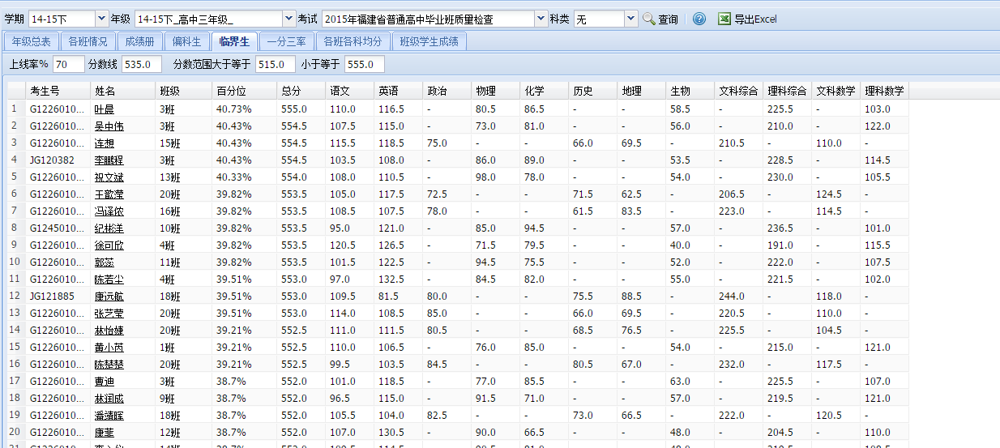 学期 14-15下 年级 14-15下_高中三年级_ 考试 2015年福建省普通高中毕业班质量检查 科类 无 查询 导出Excel
年级总表 各班情况 成绩册 偏科生 临界生 一分三率 各班各科均分 班级学生成绩
上线率% 70 分数线 535.0 分数范围大于等于 515.0 小于等于 555.0
考生号 姓名 班级 百分位 总分 语文 英语 政治 物理 化学 历史 地理 生物 文科综合 理科综合 文科数学 理科数学
1 G1226010... 叶晨 3班 40.73% 555.0 110.0 116.5 - 80.5 86.5 - - 58.5 - 225.5 - 103.0
2 G1226010... 吴中伟 3班 40.43% 554.5 107.5 115.0 - 73.0 81.0 - - 56.0 - 210.0 - 122.0
3 G1226010... 连想 15班 40.43% 554.5 115.5 118.5 75.0 - - 66.0 69.5 - 210.5 - 110.0 -
4 JG120382 李鹏程 3班 40.43% 554.5 103.5 108.0 - 86.0 89.0 - - 53.5 - 228.5 - 114.5
5 G1226010... 祝文斌 13班 40.33% 554.0 108.0 110.5 - 98.0 78.0 - - 54.0 - 230.0 - 105.5
6 G1226010... 王歆滢 20班 39.82% 553.5 105.0 117.5 72.5 - - 71.5 62.5 - 206.5 - 124.5 -
7 G1226010... 冯译侬 16班 39.82% 553.5 108.5 107.5 78.0 - - 61.5 83.5 - 223.0 - 114.5 -
8 G1245010... 纪彬洋 10班 39.82% 553.5 95.0 121.0 - 85.0 94.5 - - 57.0 - 236.5 - 101.0
9 G1226010... 徐可欣 4班 39.82% 553.5 120.5 126.5 - 71.5 79.5 - - 40.0 - 191.0 - 115.5
10 G1226010... 郭蕊 11班 39.82% 553.5 101.5 122.5 - 94.5 75.5 - - 52.0 - 222.0 - 107.5
11 G1226010... 陈若尘 4班 39.51% 553.0 97.0 132.5 - 84.5 82.0 - - 55.0 - 221.5 - 102.0
12 JG121885 康远航 18班 39.51% 553.0 109.5 81.5 80.0 - - 75.5 88.5 - 244.0 - 118.0 -
13 G1226010... 张艺莹 20班 39.51% 553.0 114.0 108.5 85.0 - - 66.0 69.5 - 220.5 - 110.0 -
14 G1226010... 林怡婕 20班 39.21% 552.5 111.0 111.5 80.5 - - 68.5 76.5 - 225.5 - 104.5 -
15 G1226010... 黄小芮 1班 39.21% 552.5 110.0 106.5 - 76.0 85.0 - - 54.0 - 215.0 - 121.0
16 G1226010... 陈楚楚 20班 39.21% 552.5 99.5 103.5 84.5 - - 80.5 67.0 - 232.0 - 117.5 -
17 G1226010... 曹迪 3班 38.7% 552.0 101.0 118.5 - 77.0 85.5 - - 63.0 - 225.5 - 107.0
18 G1226010... 林润成 9班 38.7% 552.0 96.5 115.0 - 91.5 71.0 - - 57.0 - 219.5 - 121.0
19 G1226010... 潘靖晖 18班 38.7% 552.0 105.5 104.0 82.5 - - 73.0 66.5 - 222.0 - 120.5 -
20 G1226010... 康菲 12班 38.7% 552.0 107.0 130.5 - 90.0 66.5 - - 48.0 - 204.5 - 110.0